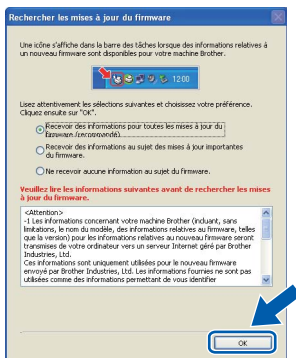 Rechercher les mises à jour du firmware
Une icône s'affiche dans la barre des tâches lorsque des informations relatives á
un nouveau firmware sont disponibles pour votre machine Brother.
12:00
Lisez attentivement les sélections suivantes et choisissez votre préférence.
Cliquez ensuite sur "OK".
Recevoir des informations pour toutes les mises à jour du
firmware.(recommandé)
Recevoir des informations au sujet des mises à jour importantes
du firmware.
Ne recevoir aucune information au sujet du firmware.
Veuillez lire les informations suivantes avant de rechercher les mises
à jour du firmware.
<Attention>
-1 Les informations concernant votre machine Brother (incluant, sans
limitations, le nom du modèle, des informations relatives au firmware, telles
que la version) pour les informations relatives au nouveau firmware seront
transmises de votre ordinateur vers un serveur Internet géré par Brother
Industries, Ltd.
Ces informations sont uniquement utilisées pour le nouveau firmware
envoyé par Brother Industries, Ltd. Les informations fournies ne sont pas
utilisées comme des informations permettant de vous identifier
OK